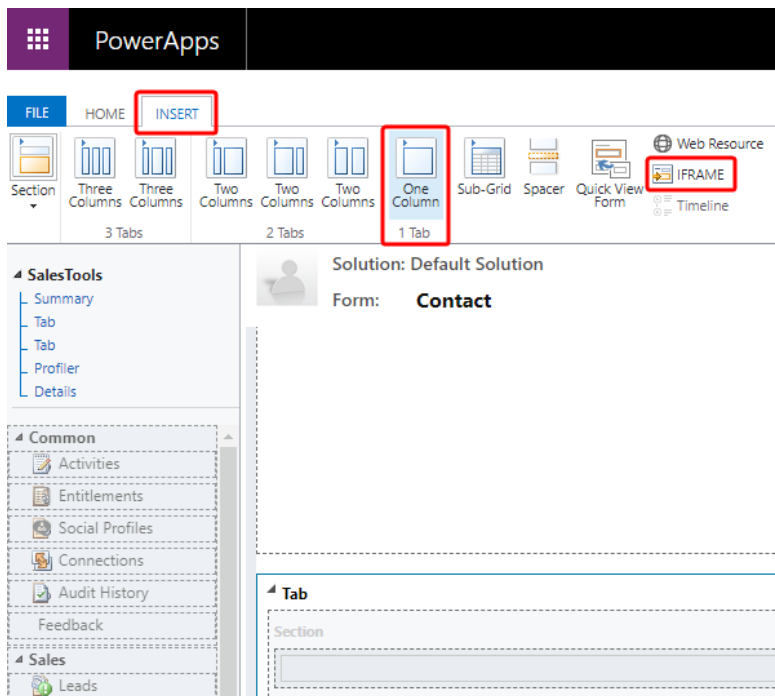 PowerApps
FILE HOME INSERT
Section
Three Columns
Three Columns
3 Tabs
Two Columns
Two Columns
Two Columns
2 Tabs
One Column
1 Tab
Sub-Grid
Spacer
Quick View Form
Web Resource
IFRAME
Timeline
SalesTools
Summary
Tab
Tab
Profiler
Details
Common
Activities
Entitlements
Social Profiles
Connections
Audit History
Feedback
Sales
Leads
Solution: Default Solution
Form: Contact
Tab
Section